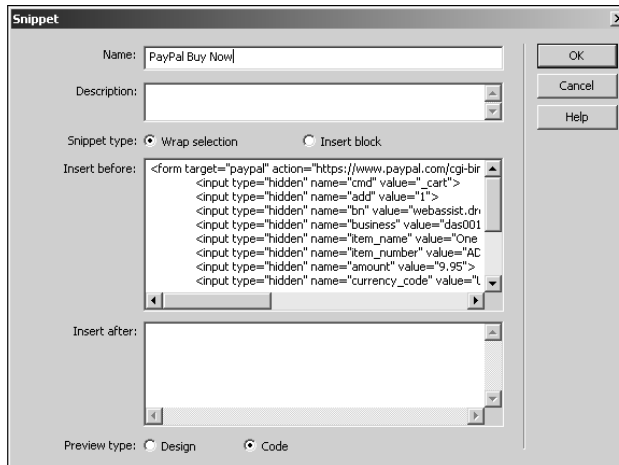 Snippet
Name: PayPal Buy Now
OK
Description:
Cancel
Help
Snippet type: Wrap selection Insert block
Insert before: <form target="paypal" action="https://www.paypal.com/cgi-bin
<input type="hidden" name="cmd" value="_cart">
<input type="hidden" name="add" value="1">
<input type="hidden" name="bn" value="webassist.dre
<input type="hidden" name="business" value="das001
<input type="hidden" name="item_name" value="One
<input type="hidden" name="item_number" value="AD
<input type="hidden" name="amount" value="9.95">
<input type="hidden" name="currency_code" value="U
Insert after:
Preview type: Design Code